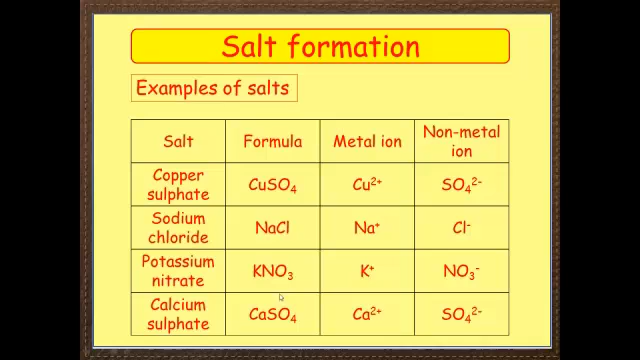 Salt formation
Examples of salts
Salt Formula Metal ion Non-metal ion
Copper sulphate CuSO₄ Cu²⁺ SO₄²⁻
Sodium chloride NaCl Na⁺ Cl⁻
Potassium nitrate KNO₃ K⁺ NO₃⁻
Calcium sulphate CaSO₄ Ca²⁺ SO₄²⁻